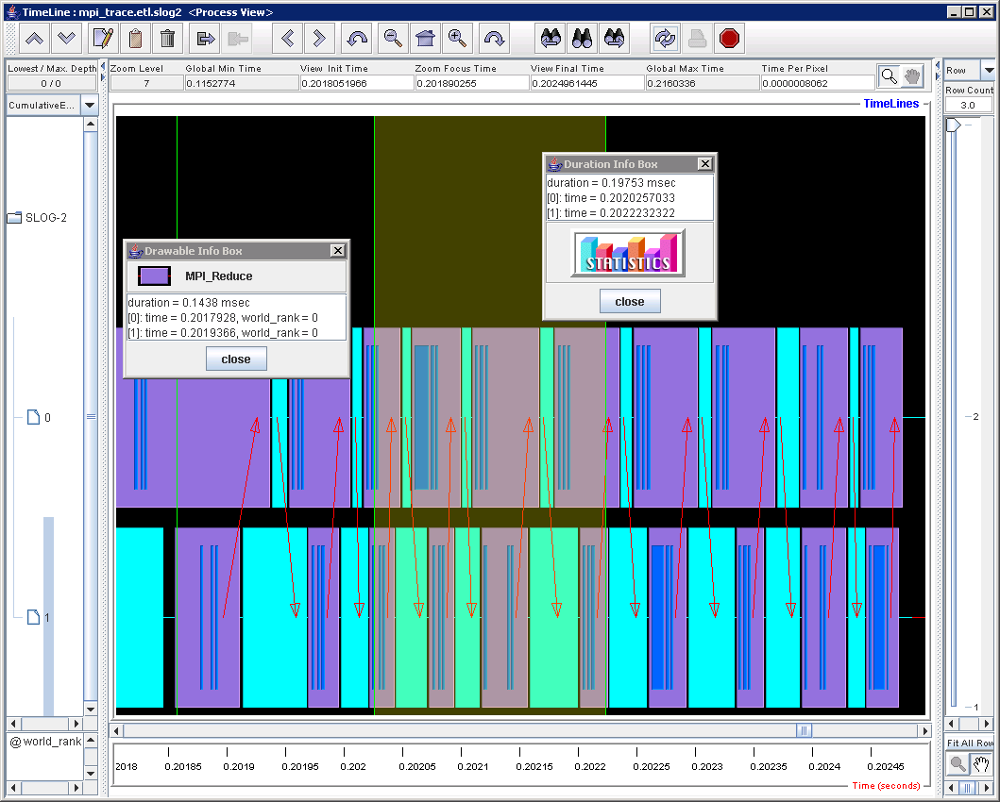 TimeLine : mpi_trace.etl.slog2 <Process View>
Lowest / Max. Depth
0 / 0
Zoom Level
7
Global Min Time
0.1152774
View Init Time
0.2018051966
Zoom Focus Time
0.201890255
View Final Time
0.2024961445
Global Max Time
0.2160336
Time Per Pixel
0.0000008062
Row
Row Count
3.0
CumulativeE...
TimeLines
SLOG-2
0
1
Drawable Info Box
MPI_Reduce
duration = 0.1438 msec
[0]: time = 0.2017928, world_rank = 0
[1]: time = 0.2019366, world_rank = 0
close
Duration Info Box
duration = 0.19753 msec
[0]: time = 0.2020257033
[1]: time = 0.2022232322
STATISTICS
close
2
1
@world_rank
Fit All Row
2018
0.20185
0.2019
0.20195
0.202
0.20205
0.2021
0.20215
0.2022
0.20225
0.2023
0.20235
0.2024
0.20245
Time (seconds)